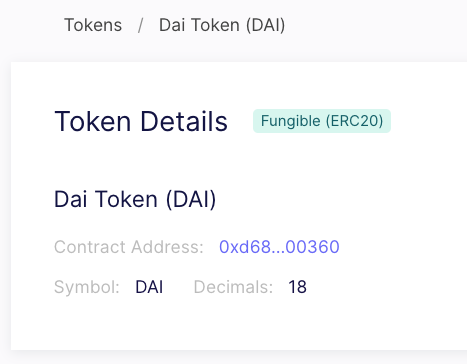 Tokens / Dai Token (DAI)
Token Details Fungible (ERC20)
Dai Token (DAI)
Contract Address: 0xd68...00360
Symbol: DAI Decimals: 18